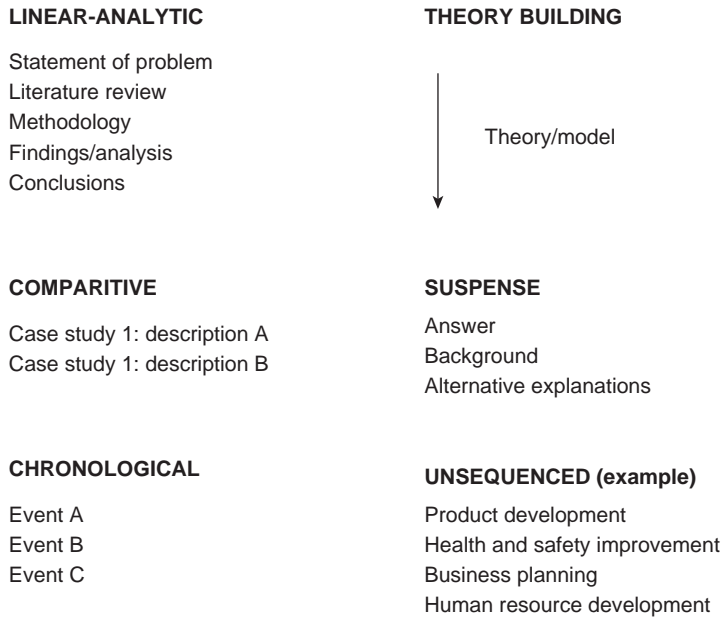 LINEAR-ANALYTIC
Statement of problem
Literature review
Methodology
Findings/analysis
Conclusions
THEORY BUILDING
Theory/model
COMPARITIVE
Case study 1: description A
Case study 1: description B
SUSPENSE
Answer
Background
Alternative explanations
CHRONOLOGICAL
Event A
Event B
Event C
UNSEQUENCED (example)
Product development
Health and safety improvement
Business planning
Human resource development